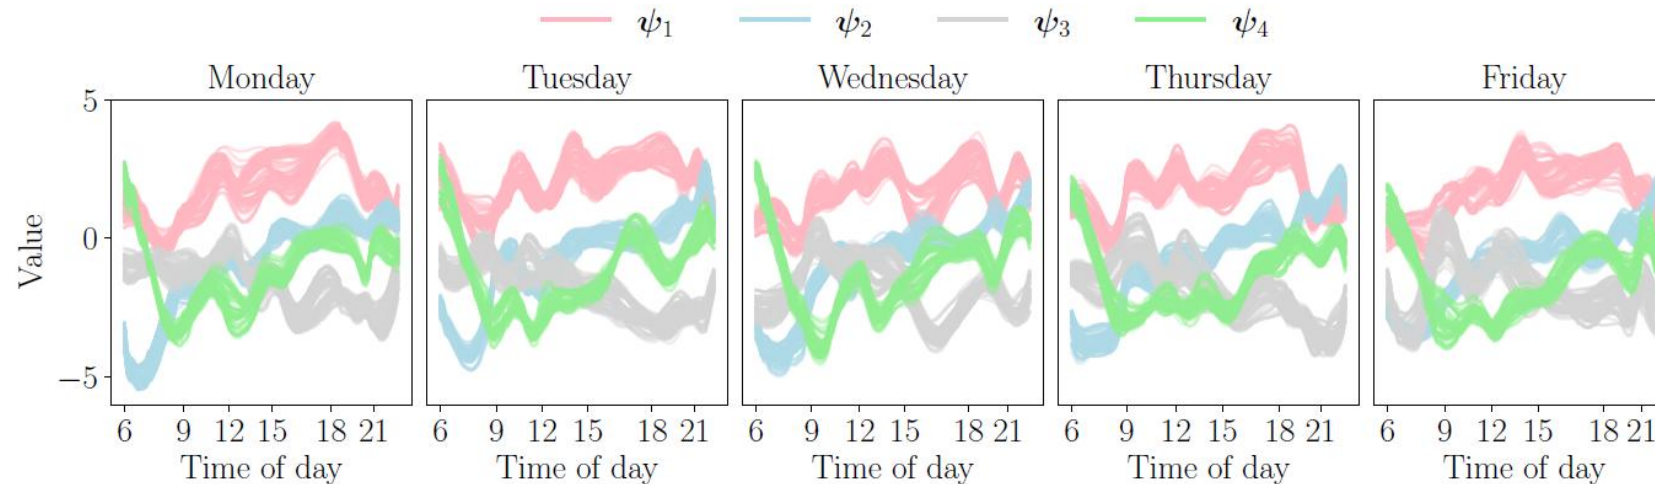 ψ1 ψ2 ψ3 ψ4
Monday Tuesday Wednesday Thursday Friday
Value
5
0
−5
6 9 12 15 18 21 6 9 12 15 18 21 6 9 12 15 18 21 6 9 12 15 18 21 6 9 12 15 18 21
Time of day Time of day Time of day Time of day Time of day